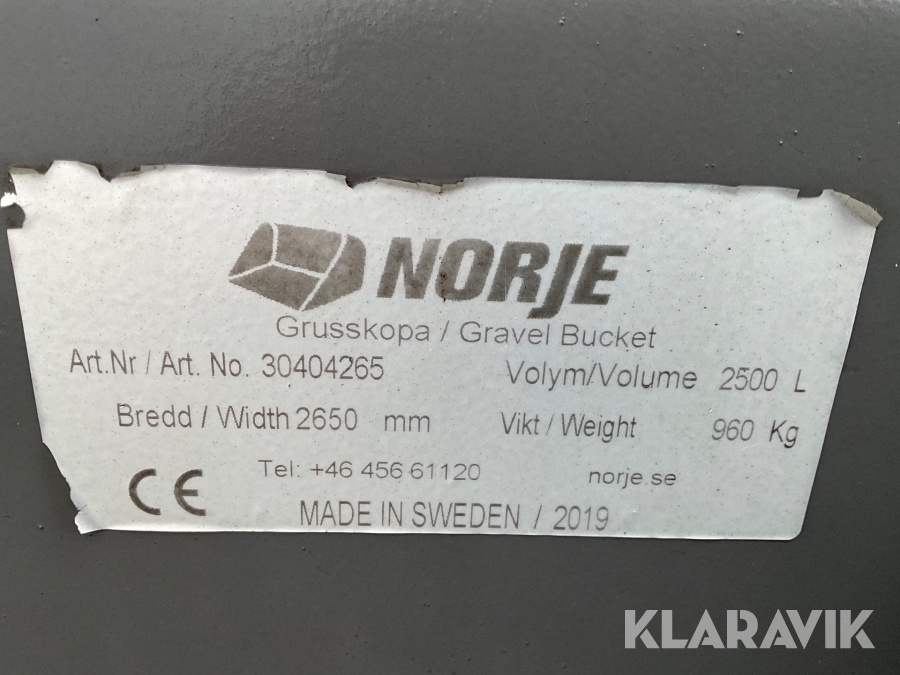 NORJE
Grusskopa / Gravel Bucket
Art.Nr / Art. No. 30404265 Volym/Volume 2500 L
Bredd / Width 2650 mm Vikt / Weight 960 Kg
Tel: +46 456 61120 norje.se
CE MADE IN SWEDEN / 2019
KLARAVIK